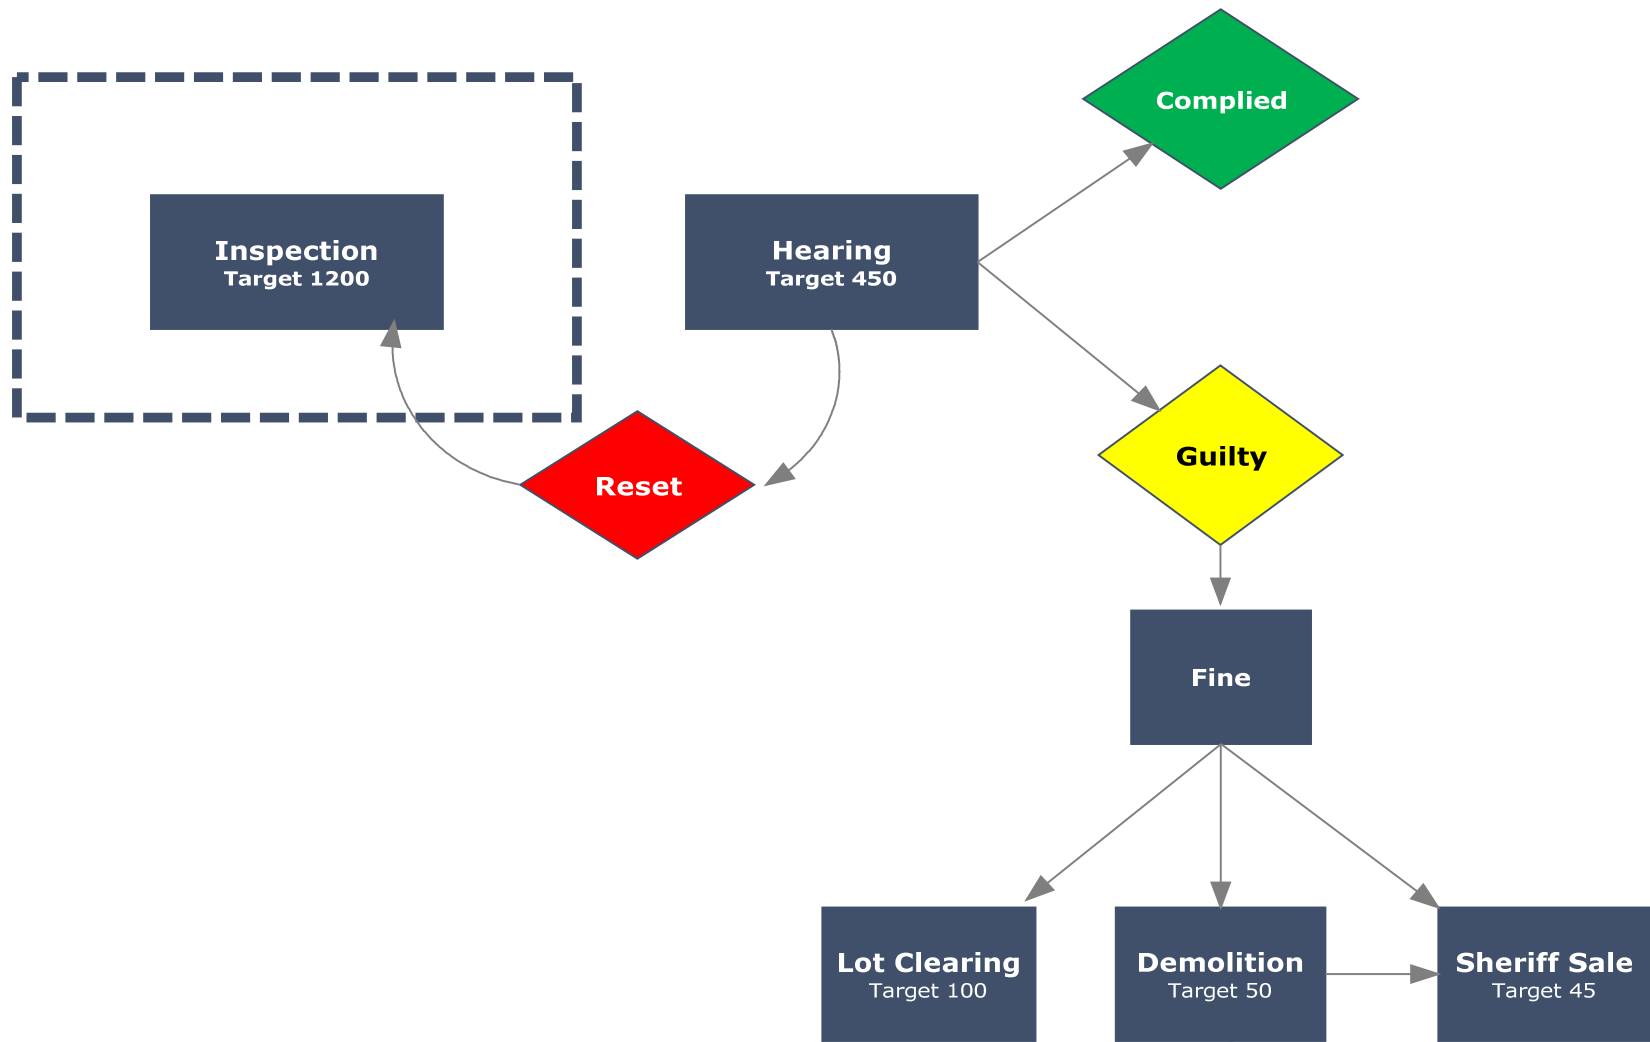 Complied
Inspection
Target 1200
Hearing
Target 450
Guilty
Reset
Fine
Lot Clearing
Target 100
Demolition
Target 50
Sheriff Sale
Target 45